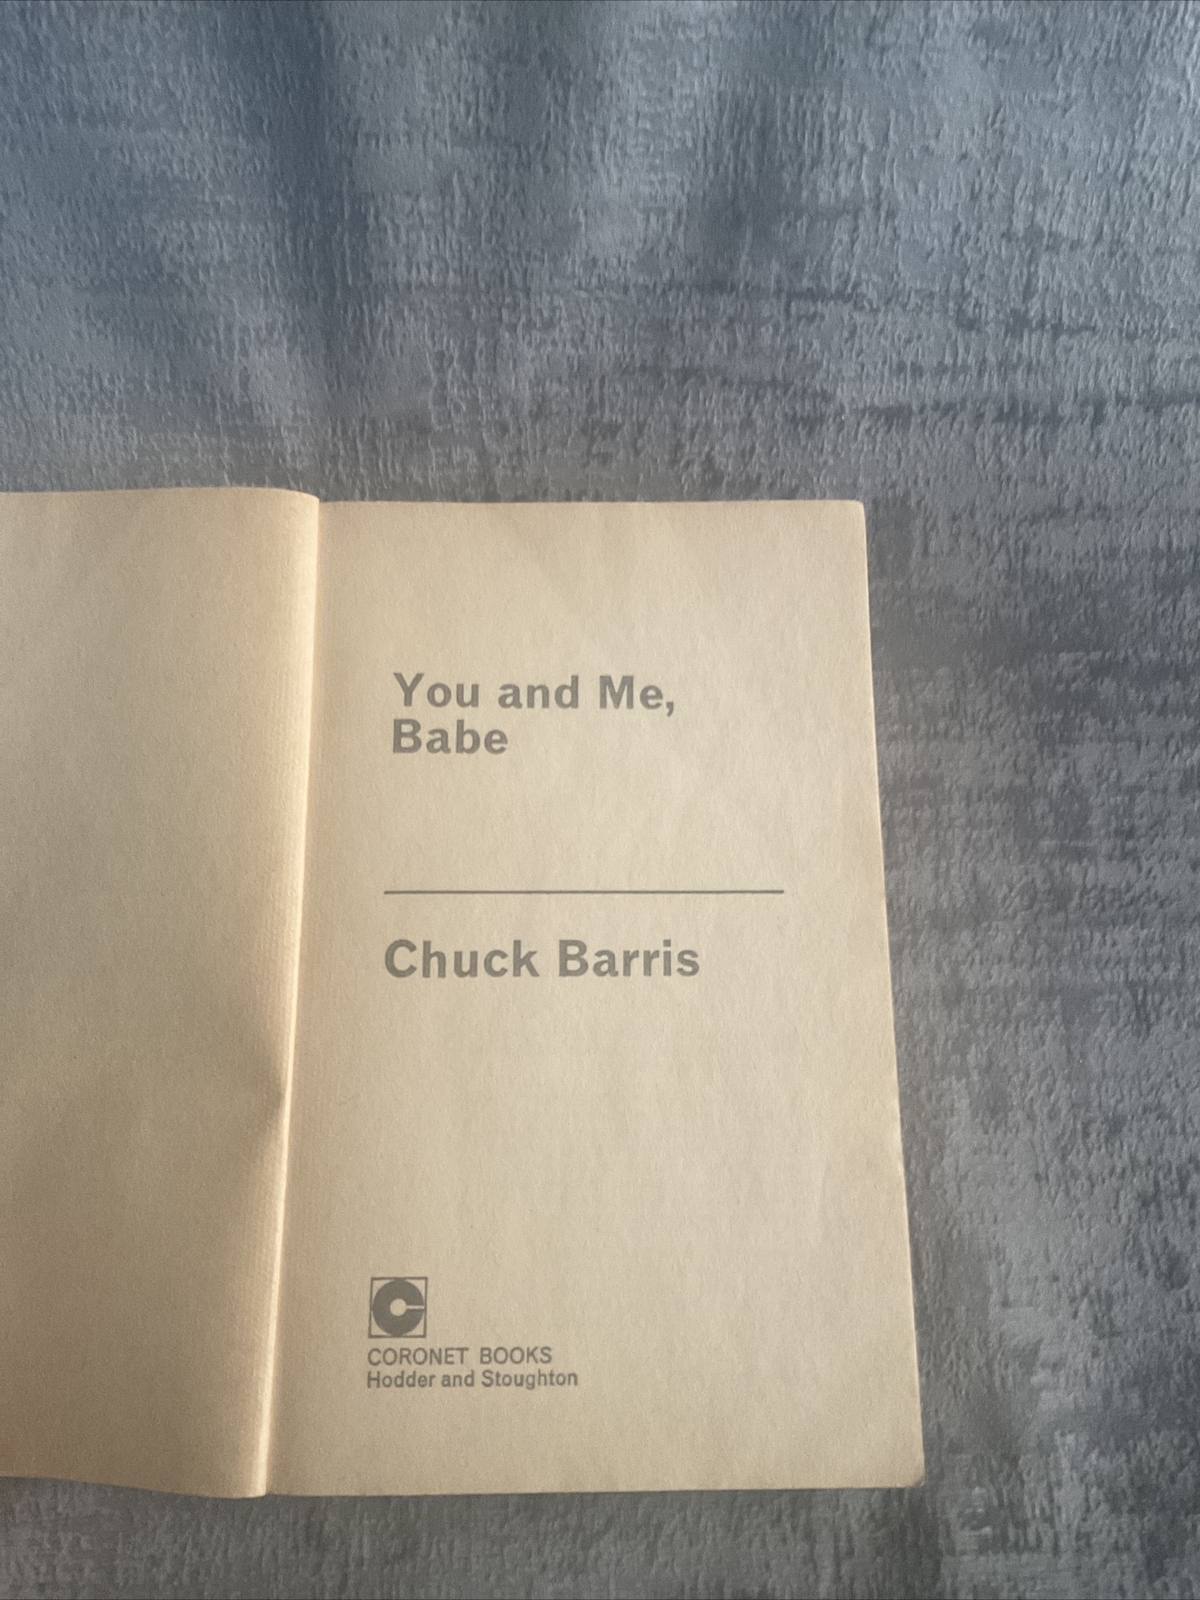 You and Me,
Babe
Chuck Barris
CORONET BOOKS
Hodder and Stoughton